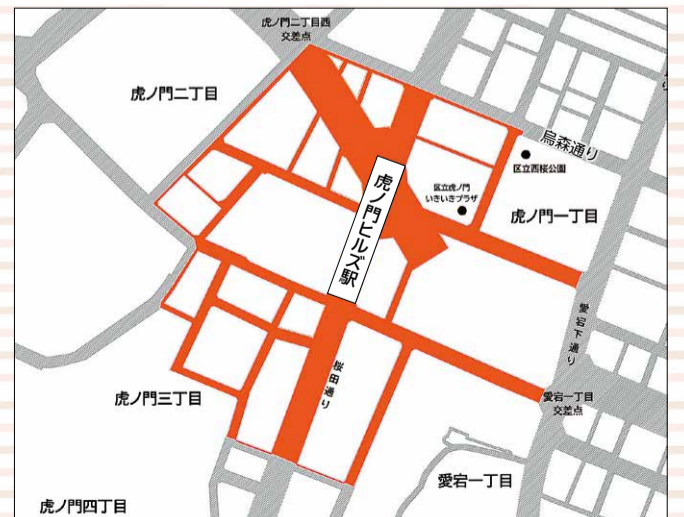 虎ノ門二丁目西
交差点
虎ノ門二丁目
烏森通り
区立西桜公園
区立虎ノ門
いきいきプラザ
虎ノ門一丁目
虎ノ門ヒルズ駅
愛宕下通り
桜田通り
虎ノ門三丁目
愛宕一丁目
交差点
愛宕一丁目
虎ノ門四丁目